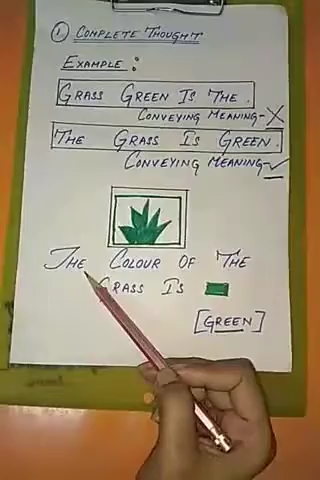 ① COMPLETE THOUGHT
EXAMPLE:
GRASS GREEN IS THE.
CONVEYING MEANING-✗
THE GRASS IS GREEN.
CONVEYING MEANING-✓
THE COLOUR OF THE
GRASS IS
[GREEN]